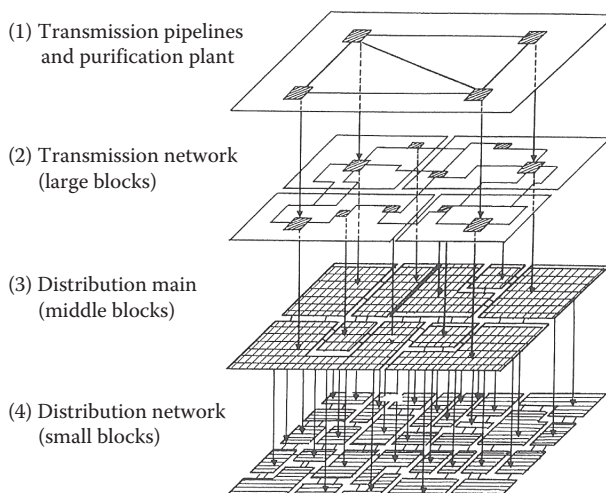 (1) Transmission pipelines
and purification plant
(2) Transmission network
(large blocks)
(3) Distribution main
(middle blocks)
(4) Distribution network
(small blocks)